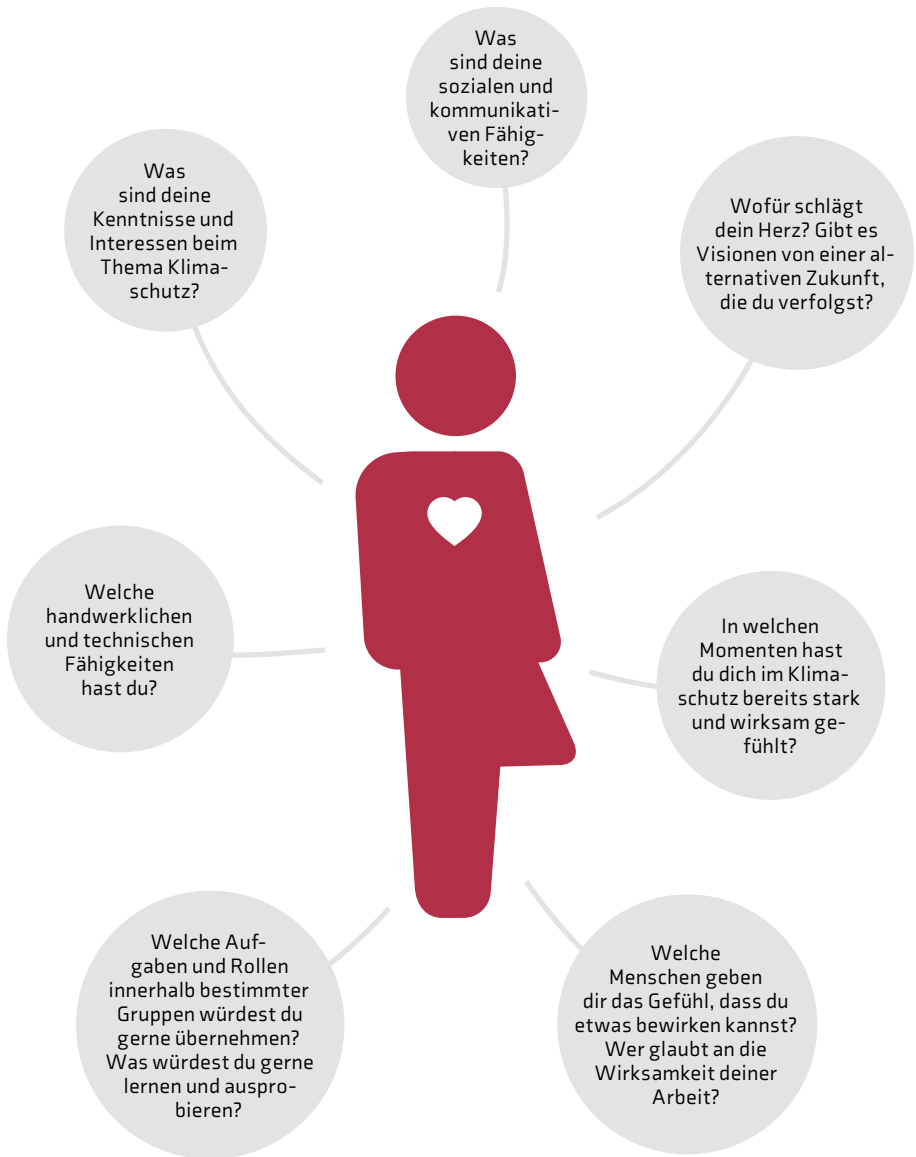 Was
sind deine
sozialen und
kommunikati-
ven Fähig-
keiten?
Was
sind deine
Kenntnisse und
Interessen beim
Thema Klima-
schutz?
Wofür schlägt
dein Herz? Gibt es
Visionen von einer al-
ternativen Zukunft,
die du verfolgst?
Welche
handwerklichen
und technischen
Fähigkeiten
hast du?
In welchen
Momenten hast
du dich im Klima-
schutz bereits stark
und wirksam ge-
fühlt?
Welche Auf-
gaben und Rollen
innerhalb bestimmter
Gruppen würdest du
gerne übernehmen?
Was würdest du gerne
lernen und auspro-
bieren?
Welche
Menschen geben
dir das Gefühl, dass du
etwas bewirken kannst?
Wer glaubt an die
Wirksamkeit deiner
Arbeit?